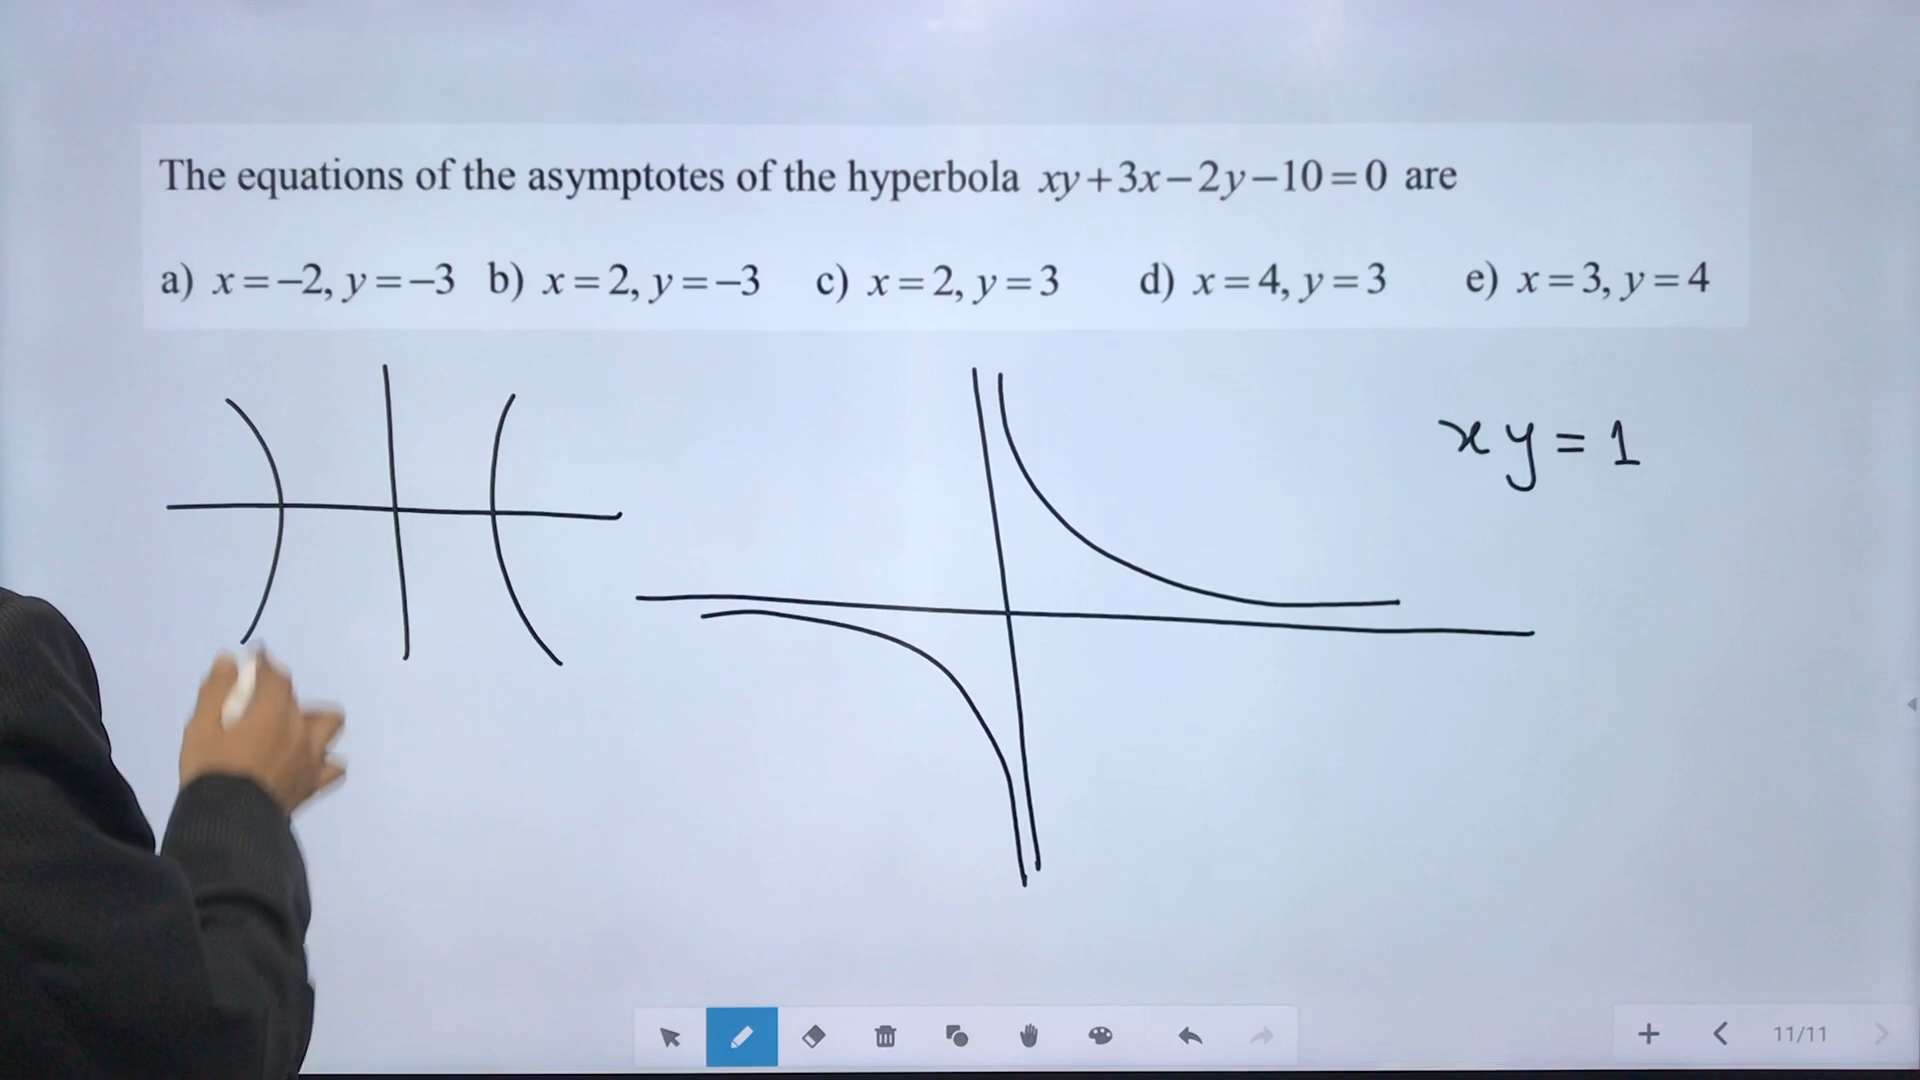 The equations of the asymptotes of the hyperbola xy+3x−2y−10=0 are
a) x=−2, y=−3 b) x=2, y=−3 c) x=2, y=3 d) x=4, y=3 e) x=3, y=4
xy=1
11/11